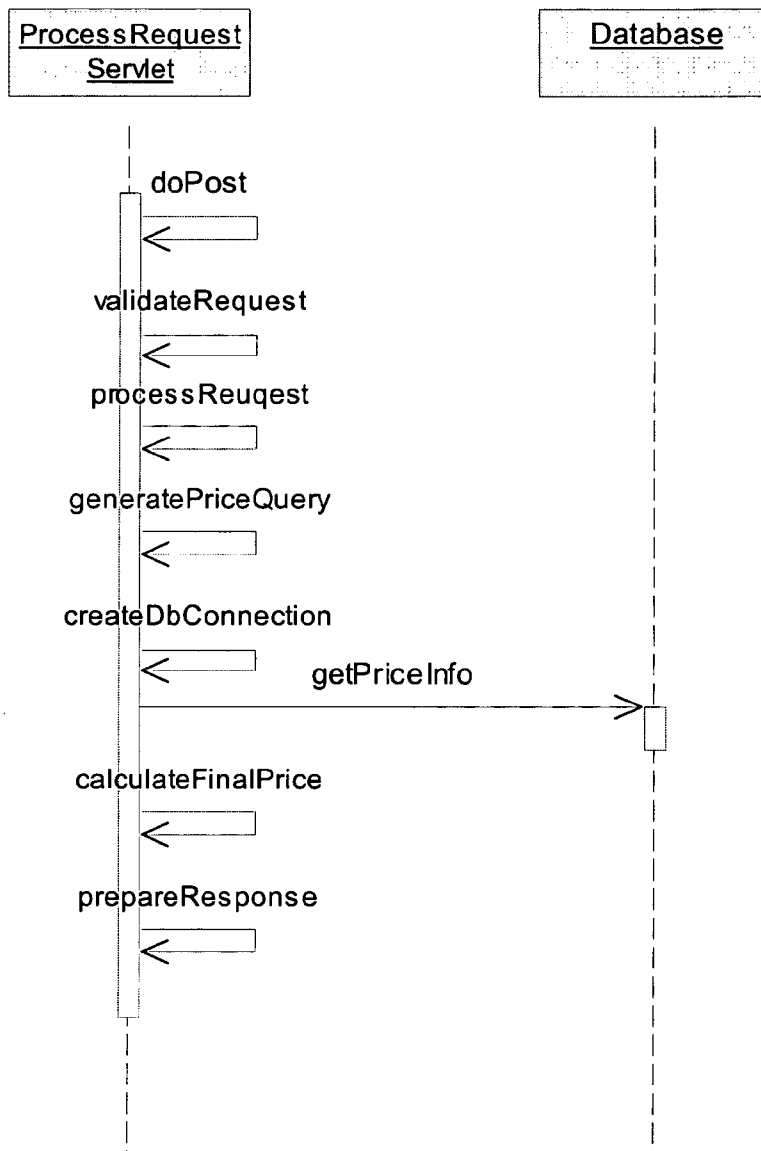 ProcessRequest
Servlet
Database
doPost
validateRequest
processReuqest
generatePriceQuery
createDbConnection
getPriceInfo
calculateFinalPrice
prepareResponse